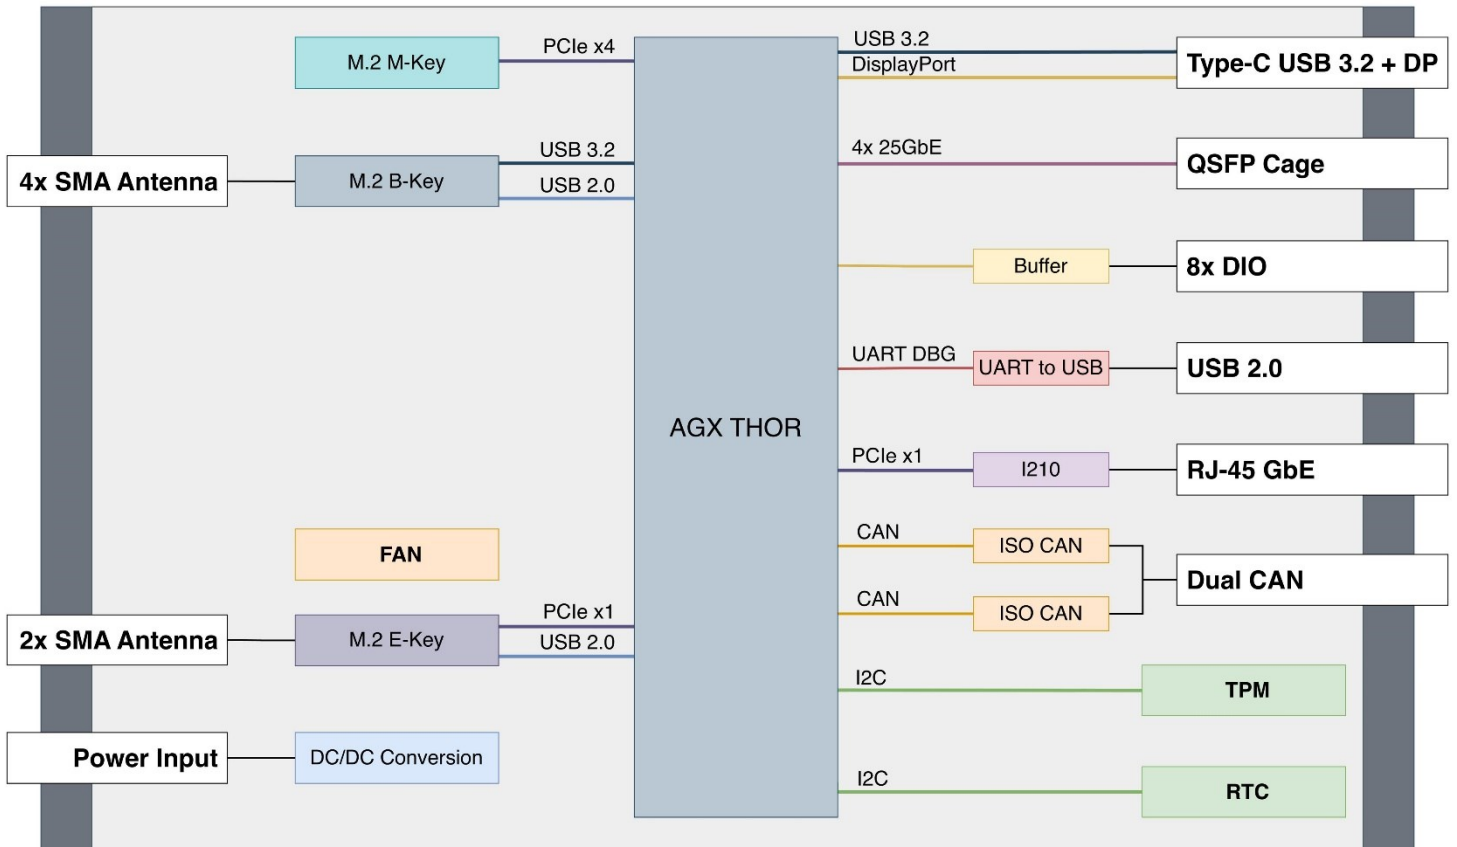 M.2 M-Key
PCIe x4
USB 3.2
DisplayPort
Type-C USB 3.2 + DP
4x SMA Antenna
M.2 B-Key
USB 3.2
USB 2.0
4x 25GbE
QSFP Cage
Buffer
8x DIO
UART DBG
UART to USB
USB 2.0
AGX THOR
PCIe x1
I210
RJ-45 GbE
FAN
CAN
ISO CAN
CAN
ISO CAN
Dual CAN
2x SMA Antenna
M.2 E-Key
PCIe x1
USB 2.0
I2C
TPM
Power Input
DC/DC Conversion
I2C
RTC